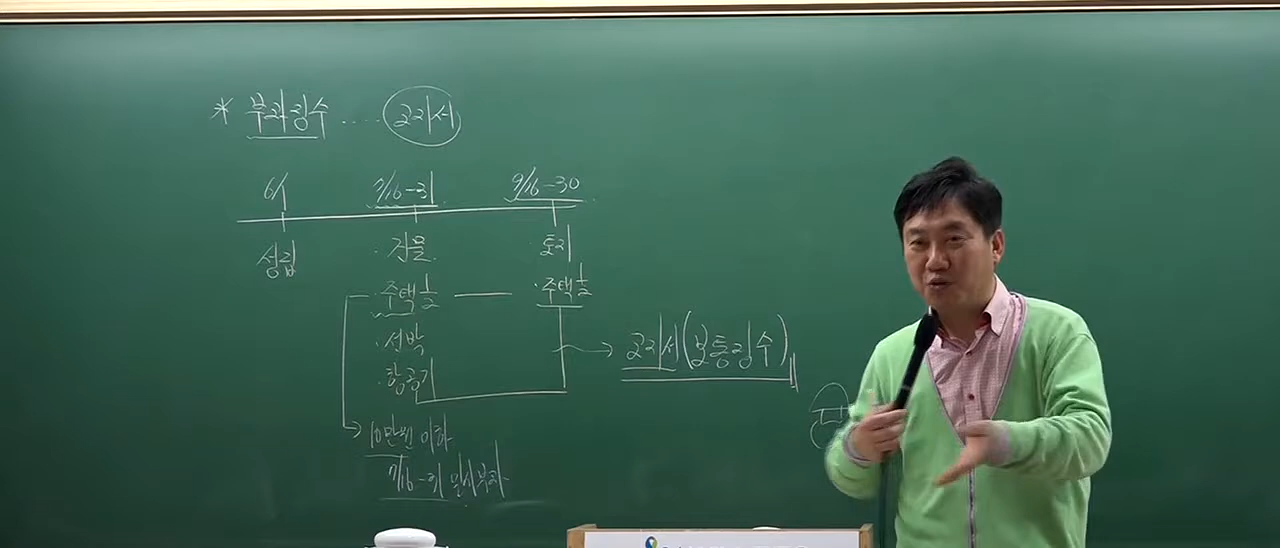 * 부과징수 ‥‥ 고지서
6/1 7/16-31 9/16-30
성립 ·건물 ·토지
·주택 1/2 — ·주택 1/2
·선박 → 고지서(보통징수)
·항공기
10만원 이하
7/16-31 일시부과